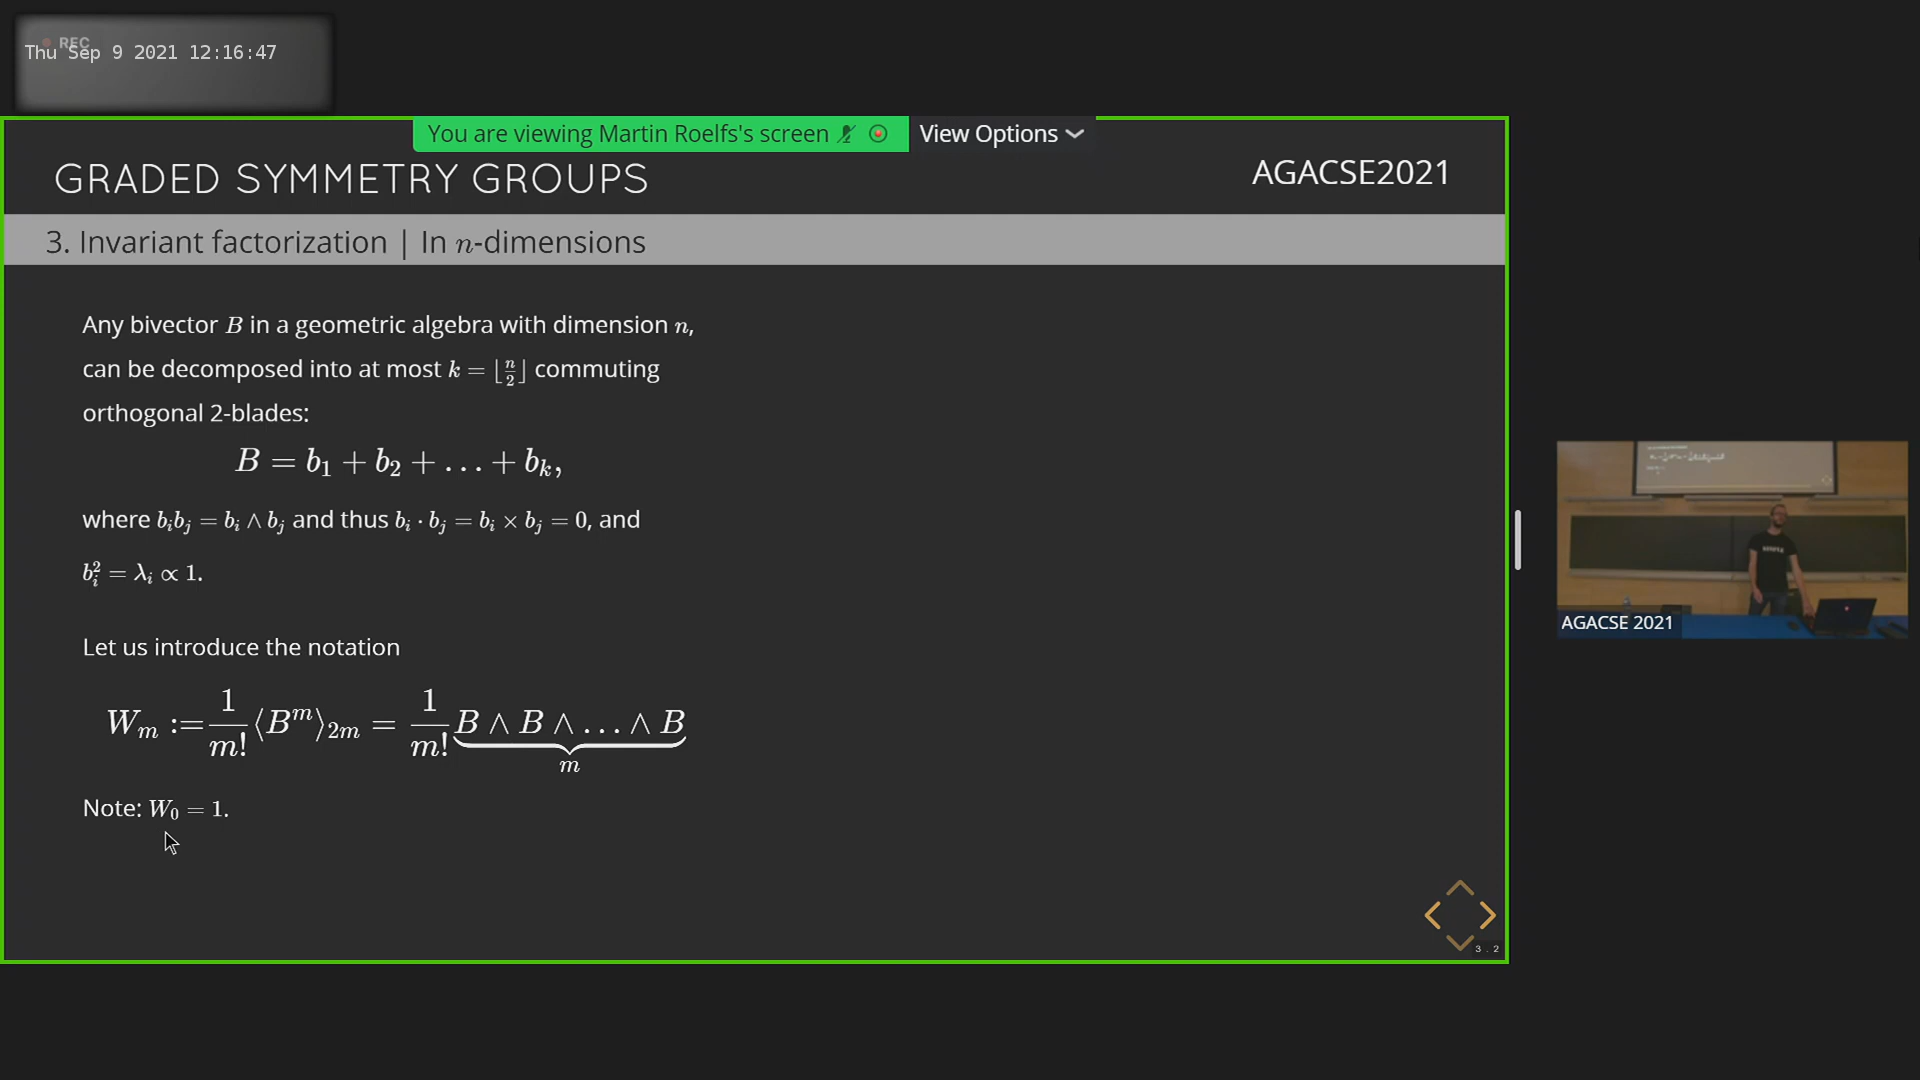 REC
Thu Sep 9 2021 12:16:47
You are viewing Martin Roelfs's screen
View Options
GRADED SYMMETRY GROUPS
AGACSE2021
3. Invariant factorization | In n-dimensions
Any bivector B in a geometric algebra with dimension n,
can be decomposed into at most k = ⌊n/2⌋ commuting
orthogonal 2-blades:
B = b₁ + b₂ + … + bₖ,
where bᵢbⱼ = bᵢ ∧ bⱼ and thus bᵢ · bⱼ = bᵢ × bⱼ = 0, and
bᵢ² = λᵢ ∝ 1.
Let us introduce the notation
Wₘ := 1/m! ⟨Bᵐ⟩₂ₘ = 1/m! B ∧ B ∧ … ∧ B
m
Note: W₀ = 1.
3.2
AGACSE 2021